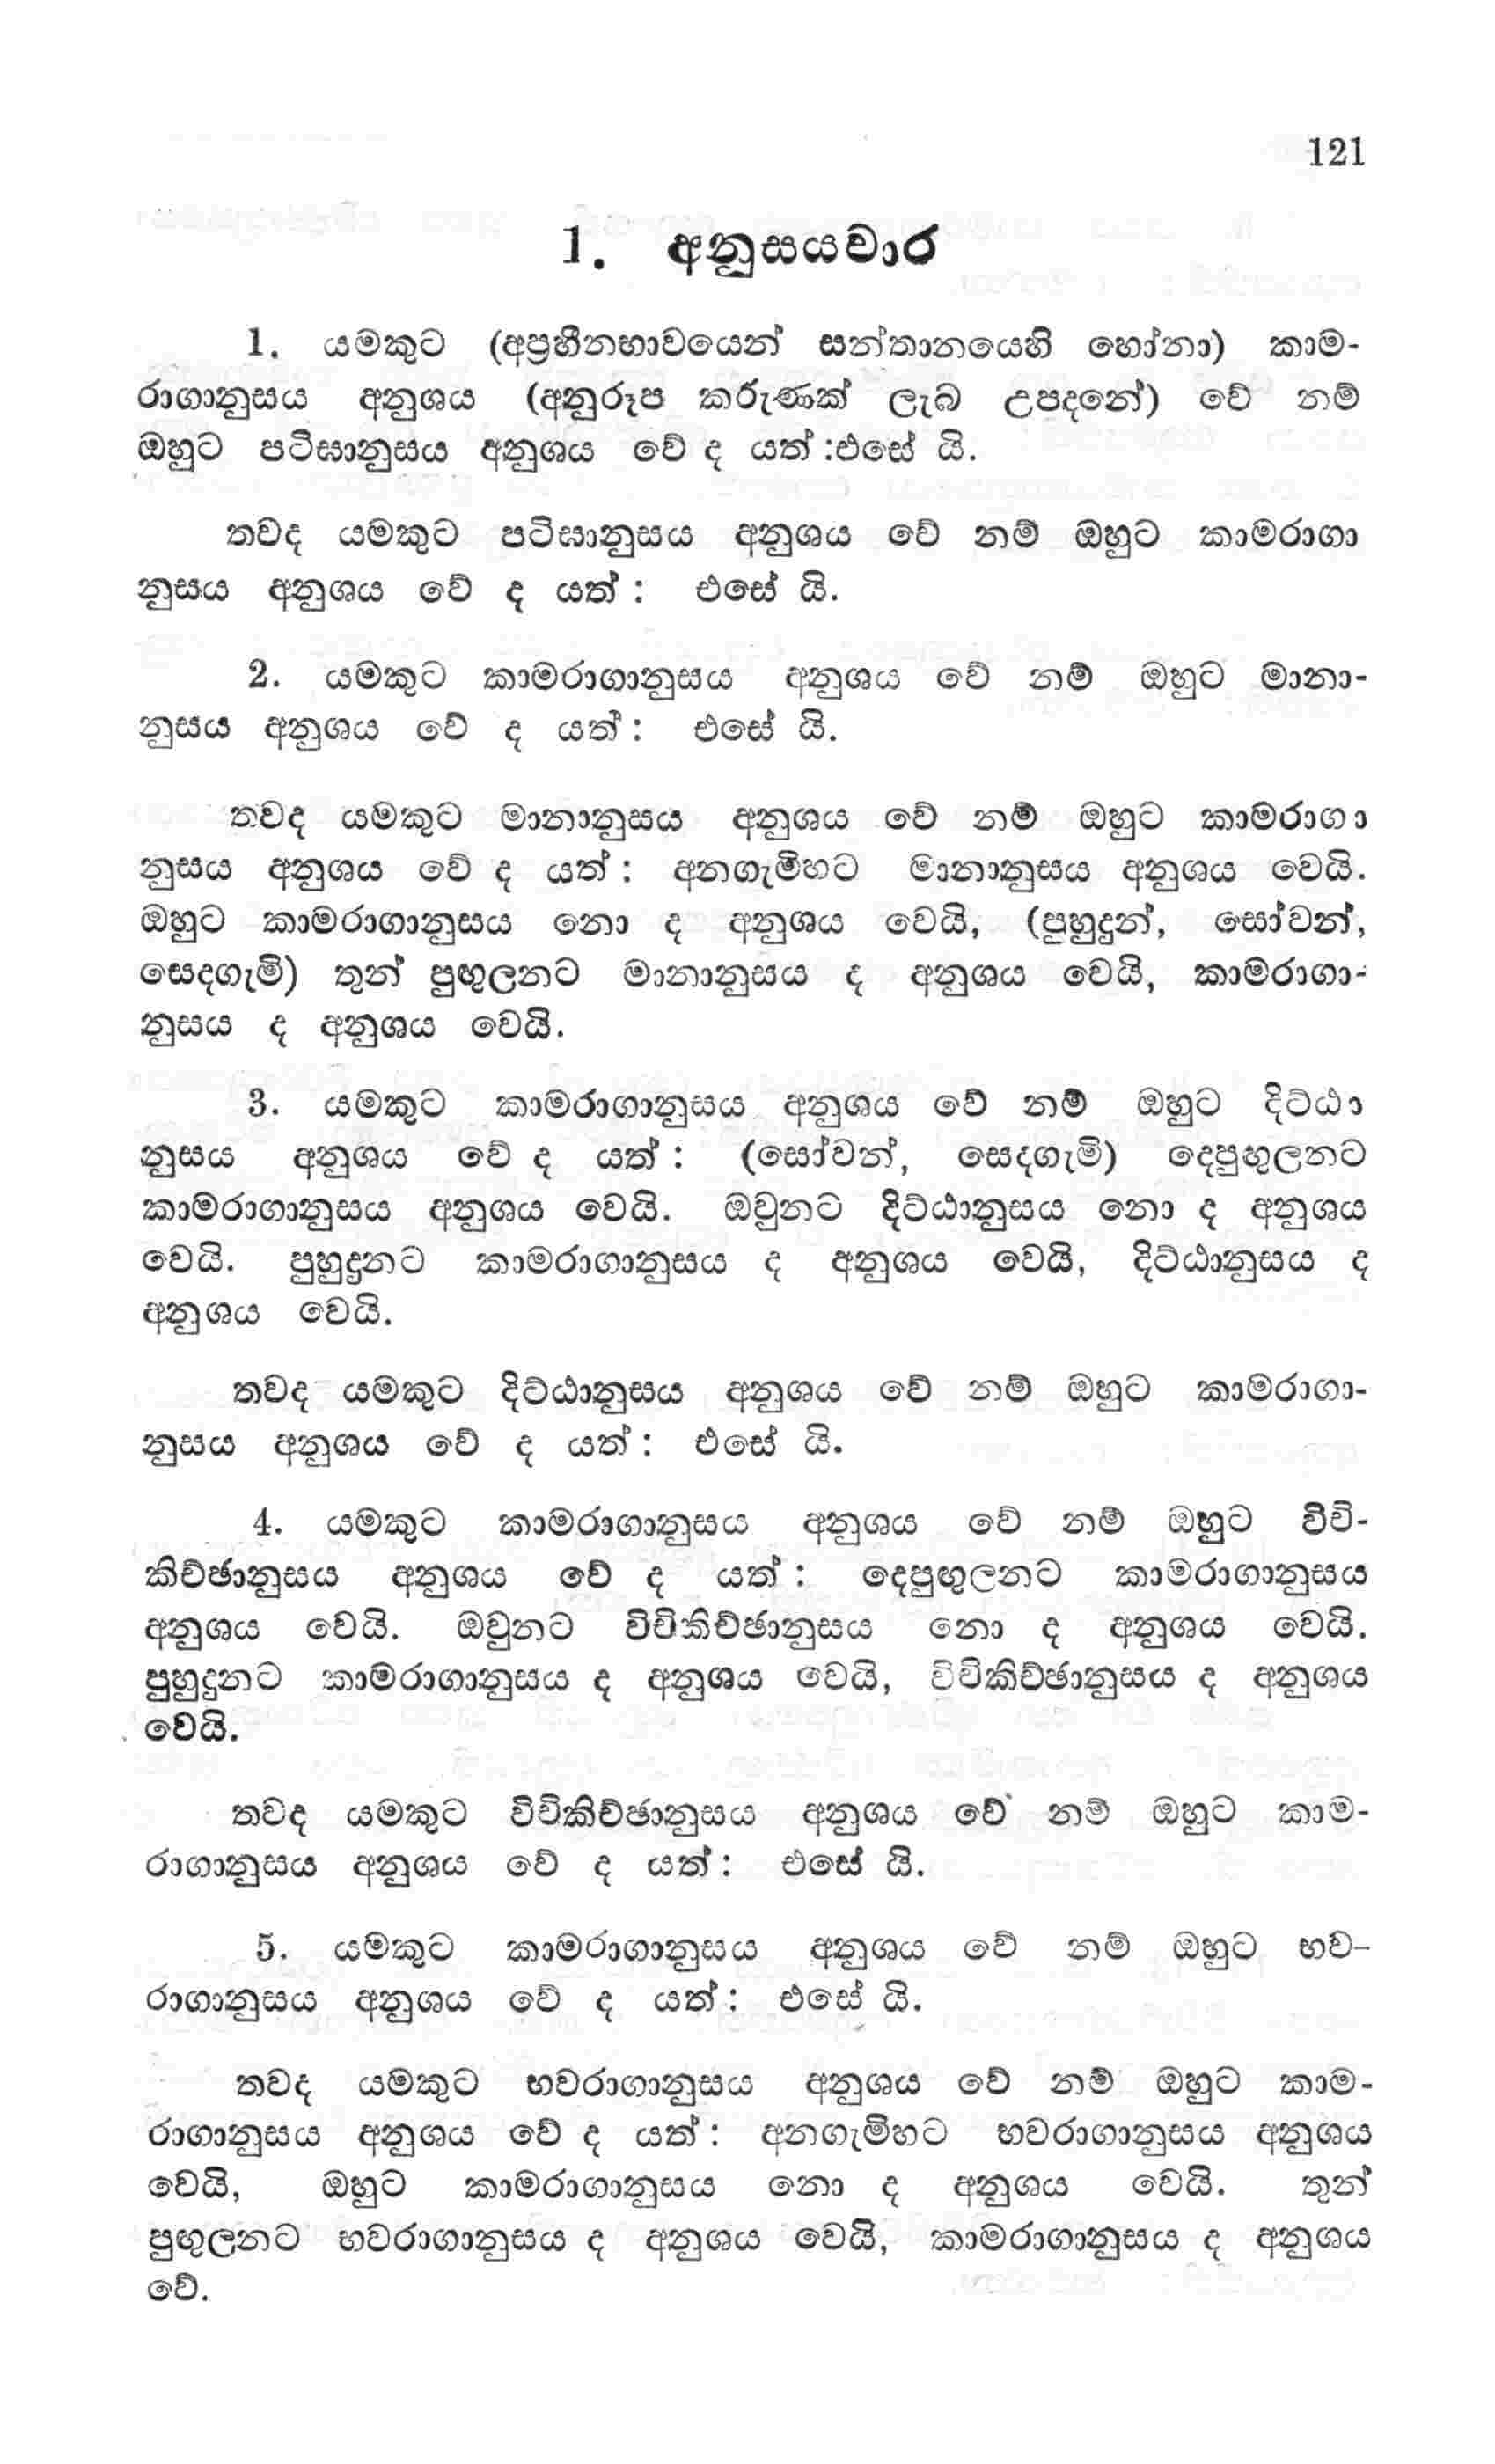 121
1. අනුසයවාර
1. යමකුට (අප්‍රහීනභාවයෙන් සන්තානයෙහි හෝනා) කාම-
රාගානුසය අනුශය (අනුරූප කරුණක් ලැබ උපදනේ) වේ නම්
ඔහුට පටිඝානුසය අනුශය වේ ද යත් :එසේ යි.
තවද යමකුට පටිඝානුසය අනුශය වේ නම් ඔහුට කාමරාගා
නුසය අනුශය වේ ද යත් : එසේ යි.
2. යමකුට කාමරාගානුසය අනුශය වේ නම් ඔහුට මානා-
නුසය අනුශය වේ ද යත් : එසේ යි.
තවද යමකුට මානානුසය අනුශය වේ නම් ඔහුට කාමරාගා
නුසය අනුශය වේ ද යත් : අනගැමිහට මානානුසය අනුශය වෙයි.
ඔහුට කාමරාගානුසය නො ද අනුශය වෙයි, (පුහුදුන්, සෝවන්,
සෙදගැමි) තුන් පුඟුලනට මානානුසය ද අනුශය වෙයි, කාමරාගා-
නුසය ද අනුශය වෙයි.
3. යමකුට කාමරාගානුසය අනුශය වේ නම් ඔහුට දිට්ඨා
නුසය අනුශය වේ ද යත් : (සෝවන්, සෙදගැමි) දෙපුඟුලනට
කාමරාගානුසය අනුශය වෙයි. ඔවුනට දිට්ඨානුසය නො ද අනුශය
වෙයි. පුහුදුනට කාමරාගානුසය ද අනුශය වෙයි, දිට්ඨානුසය ද
අනුශය වෙයි.
තවද යමකුට දිට්ඨානුසය අනුශය වේ නම් ඔහුට කාමරාගා-
නුසය අනුශය වේ ද යත් : එසේ යි.
4. යමකුට කාමරාගානුසය අනුශය වේ නම් ඔහුට විචි-
කිච්ඡානුසය අනුශය වේ ද යත් : දෙපුඟුලනට කාමරාගානුසය
අනුශය වෙයි. ඔවුනට විචිකිච්ඡානුසය නො ද අනුශය වෙයි.
පුහුදුනට කාමරාගානුසය ද අනුශය වෙයි, විචිකිච්ඡානුසය ද අනුශය
වෙයි.
තවද යමකුට විචිකිච්ඡානුසය අනුශය වේ නම් ඔහුට කාම-
රාගානුසය අනුශය වේ ද යත් : එසේ යි.
5. යමකුට කාමරාගානුසය අනුශය වේ නම් ඔහුට භව-
රාගානුසය අනුශය වේ ද යත් : එසේ යි.
තවද යමකුට භවරාගානුසය අනුශය වේ නම් ඔහුට කාම-
රාගානුසය අනුශය වේ ද යත් : අනගැමිහට භවරාගානුසය අනුශය
වෙයි, ඔහුට කාමරාගානුසය නො ද අනුශය වෙයි. තුන්
පුඟුලනට භවරාගානුසය ද අනුශය වෙයි, කාමරාගානුසය ද අනුශය
වේ.